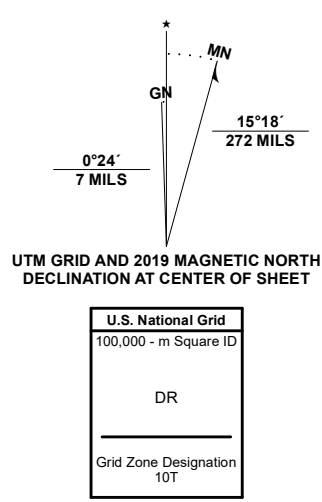 ★
MN
GN
15°18´
272 MILS
0°24´
7 MILS
UTM GRID AND 2019 MAGNETIC NORTH
DECLINATION AT CENTER OF SHEET
U.S. National Grid
100,000 - m Square ID
DR
Grid Zone Designation
10T